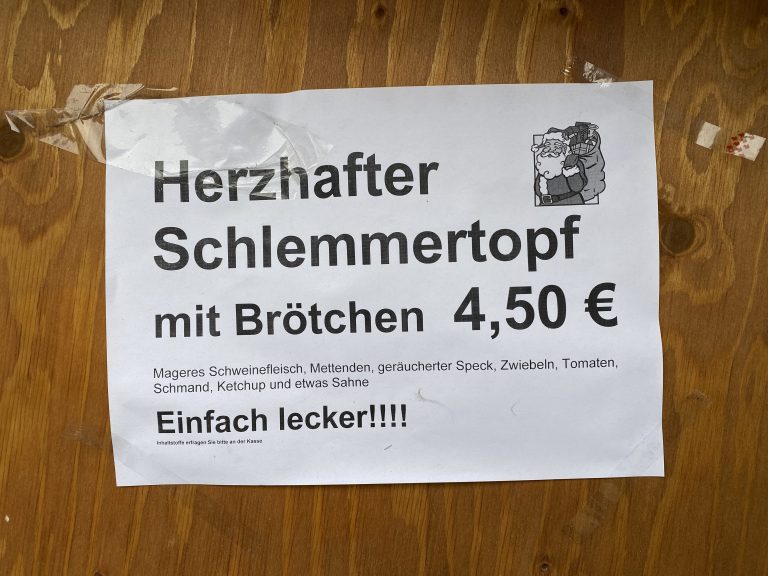 Herzhafter
Schlemmertopf
mit Brötchen 4,50 €
Mageres Schweinefleisch, Mettenden, geräucherter Speck, Zwiebeln, Tomaten,
Schmand, Ketchup und etwas Sahne
Einfach lecker!!!!
Inhaltstoffe erfragen Sie bitte an der Kasse